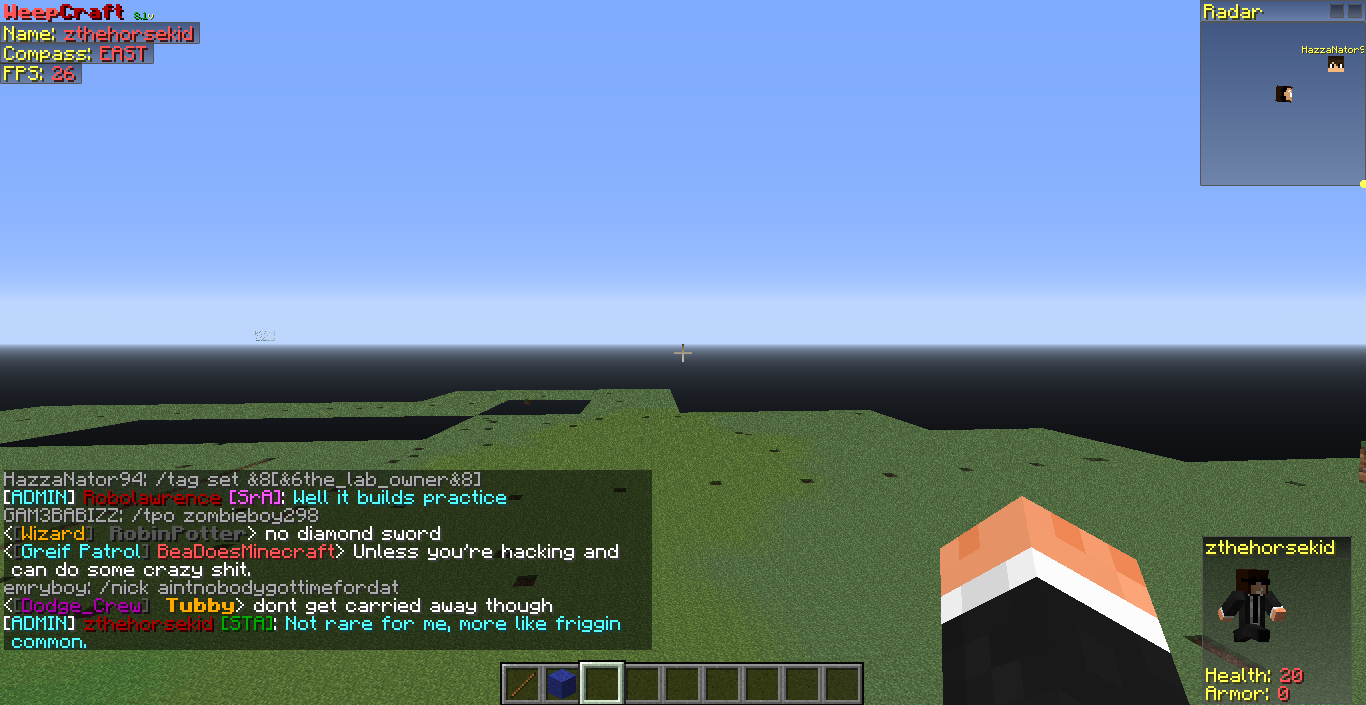 WeepCraft
Name: zthehorsekid
Compass: EAST
FPS: 26
Radar
HazzaNator9
HazzaNator94: /tag set &8[&6the_lab_owner&8]
[ADMIN] Robolawrence [SrA]: Well it builds practice
GAM3BABIZZ: /tpo zombieboy298
<[Wizard] RobinPotter> no diamond sword
<[Greif Patrol] BeaDoesMinecraft> Unless you're hacking and
can do some crazy shit.
emryboy: /nick aintnobodygottimefordat
<[Dodge_Crew] Tubby> dont get carried away though
[ADMIN] zthehorsekid [STA]: Not rare for me, more like friggin
common.
zthehorsekid
Health: 20
Armor: 0